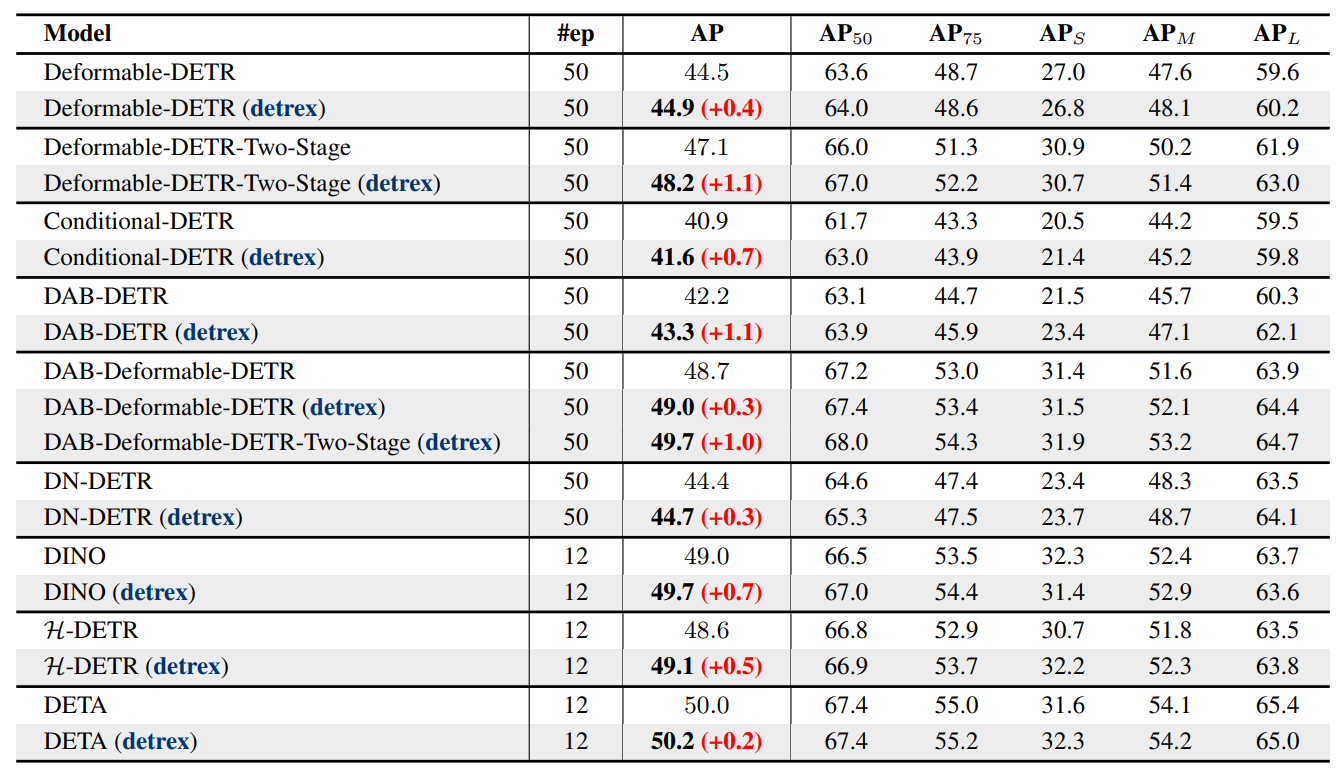 Model #ep AP AP50 AP75 APS APM APL
Deformable-DETR 50 44.5 63.6 48.7 27.0 47.6 59.6
Deformable-DETR (detrex) 50 44.9 (+0.4) 64.0 48.6 26.8 48.1 60.2
Deformable-DETR-Two-Stage 50 47.1 66.0 51.3 30.9 50.2 61.9
Deformable-DETR-Two-Stage (detrex) 50 48.2 (+1.1) 67.0 52.2 30.7 51.4 63.0
Conditional-DETR 50 40.9 61.7 43.3 20.5 44.2 59.5
Conditional-DETR (detrex) 50 41.6 (+0.7) 63.0 43.9 21.4 45.2 59.8
DAB-DETR 50 42.2 63.1 44.7 21.5 45.7 60.3
DAB-DETR (detrex) 50 43.3 (+1.1) 63.9 45.9 23.4 47.1 62.1
DAB-Deformable-DETR 50 48.7 67.2 53.0 31.4 51.6 63.9
DAB-Deformable-DETR (detrex) 50 49.0 (+0.3) 67.4 53.4 31.5 52.1 64.4
DAB-Deformable-DETR-Two-Stage (detrex) 50 49.7 (+1.0) 68.0 54.3 31.9 53.2 64.7
DN-DETR 50 44.4 64.6 47.4 23.4 48.3 63.5
DN-DETR (detrex) 50 44.7 (+0.3) 65.3 47.5 23.7 48.7 64.1
DINO 12 49.0 66.5 53.5 32.3 52.4 63.7
DINO (detrex) 12 49.7 (+0.7) 67.0 54.4 31.4 52.9 63.6
ℋ-DETR 12 48.6 66.8 52.9 30.7 51.8 63.5
ℋ-DETR (detrex) 12 49.1 (+0.5) 66.9 53.7 32.2 52.3 63.8
DETA 12 50.0 67.4 55.0 31.6 54.1 65.4
DETA (detrex) 12 50.2 (+0.2) 67.4 55.2 32.3 54.2 65.0